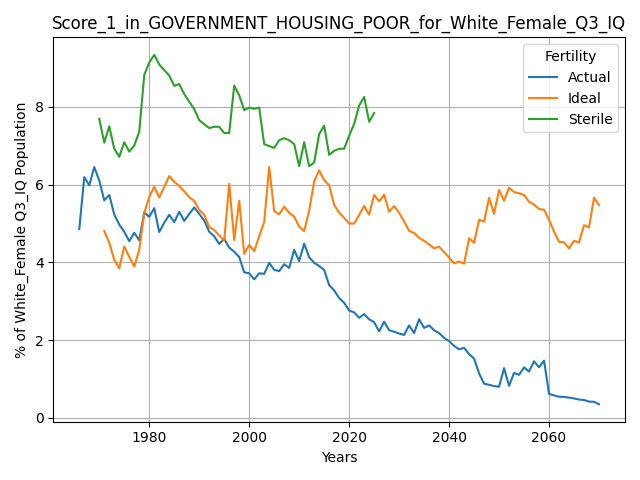 Score_1_in_GOVERNMENT_HOUSING_POOR_for_White_Female_Q3_IQ
Fertility
Actual
Ideal
Sterile
% of White_Female Q3_IQ Population
8
6
4
2
0
1980 2000 2020 2040 2060
Years